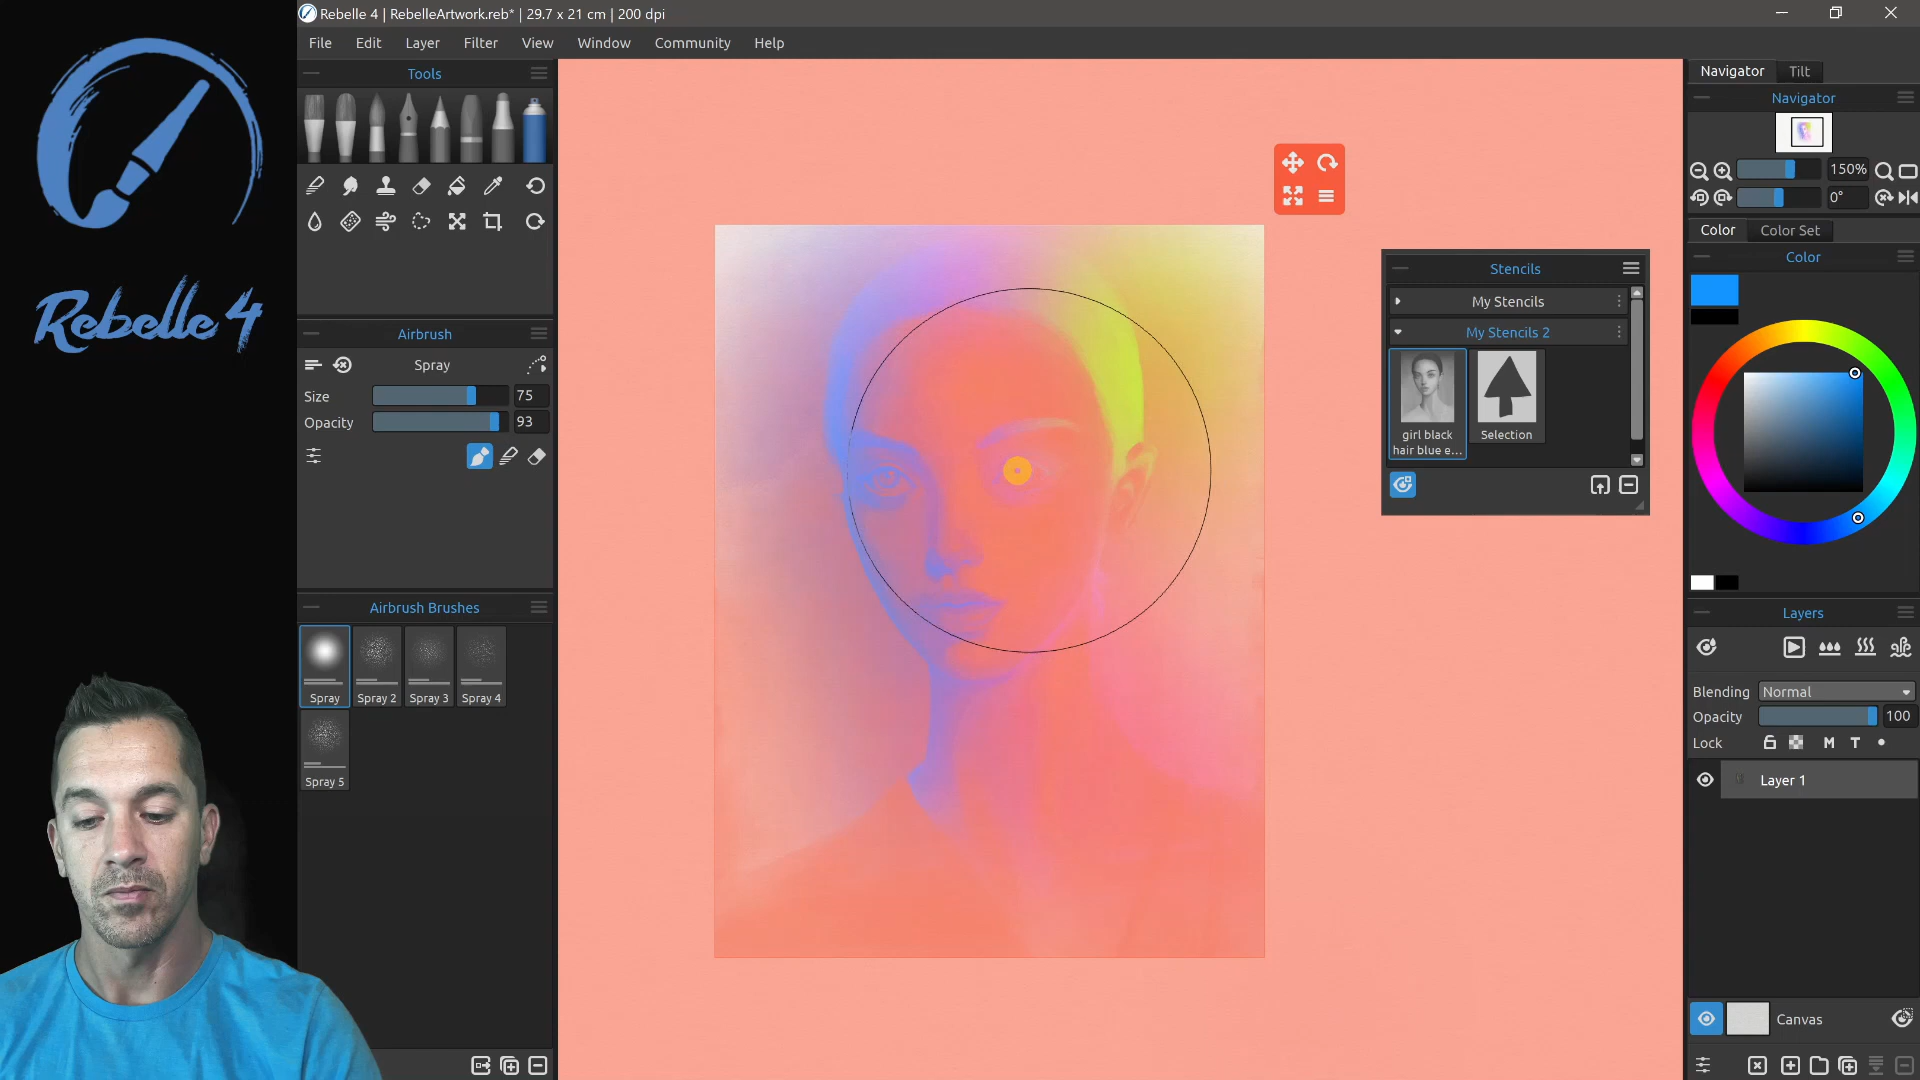 Rebelle 4 | RebelleArtwork.reb* | 29.7 x 21 cm | 200 dpi
File Edit Layer Filter View Window Community Help
Rebelle 4
Tools
Airbrush
Spray
Size 75
Opacity 93
Airbrush Brushes
Spray Spray 2 Spray 3 Spray 4
Spray 5
Stencils
My Stencils
My Stencils 2
girl black
hair blue e...
Selection
Navigator Tilt
Navigator
150%
0°
Color Color Set
Color
Layers
Blending Normal
Opacity 100
Lock M T
Layer 1
Canvas